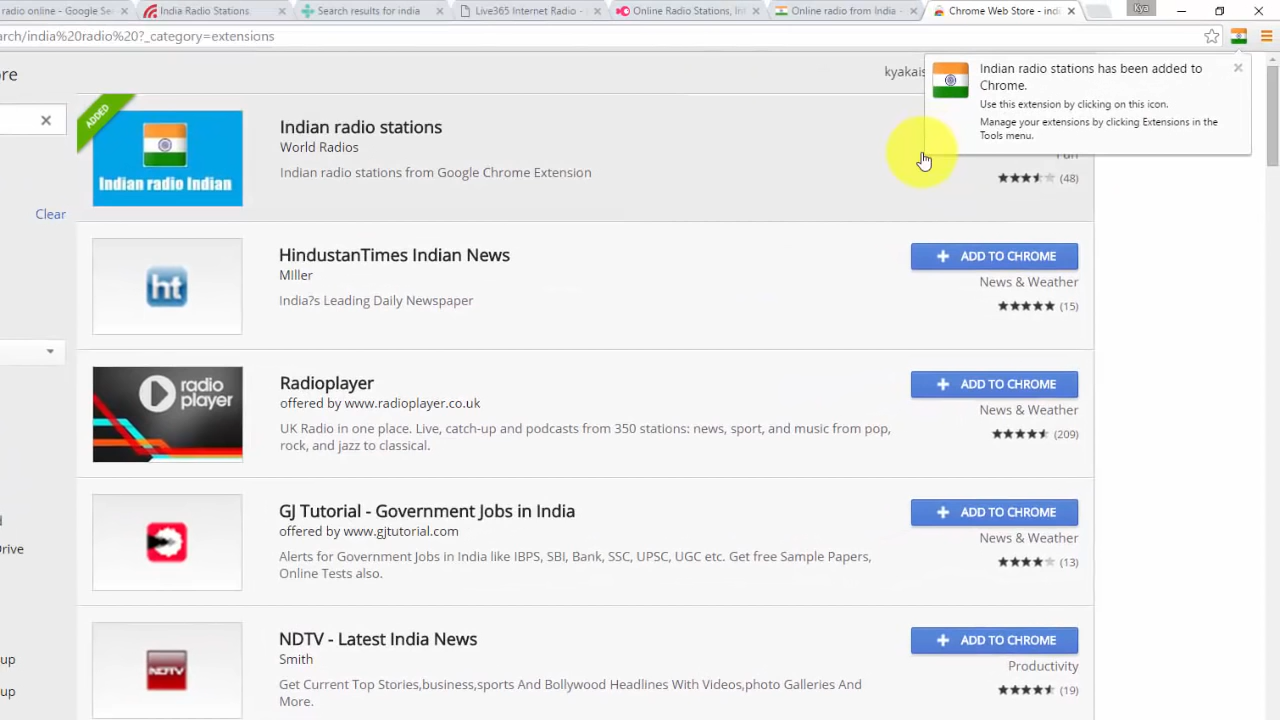 radio online - Google Se
India Radio Stations
Search results for india
Live365 Internet Radio -
Online Radio Stations, In
Online radio from India -
Chrome Web Store - indi
Kya
arch/india%20radio%20?_category=extensions
ore
kyakais
Indian radio stations has been added to
Chrome.
Use this extension by clicking on this icon.
Manage your extensions by clicking Extensions in the
Tools menu.
ADDED
Indian radio Indian
Indian radio stations
World Radios
Indian radio stations from Google Chrome Extension
Fun
(48)
Clear
ht
HindustanTimes Indian News
Miller
India?s Leading Daily Newspaper
ADD TO CHROME
News & Weather
(15)
radio
player
Radioplayer
offered by www.radioplayer.co.uk
UK Radio in one place. Live, catch-up and podcasts from 350 stations: news, sport, and music from pop,
rock, and jazz to classical.
ADD TO CHROME
News & Weather
(209)
GJ Tutorial - Government Jobs in India
offered by www.gjtutorial.com
Alerts for Government Jobs in India like IBPS, SBI, Bank, SSC, UPSC, UGC etc. Get free Sample Papers,
Online Tests also.
ADD TO CHROME
News & Weather
(13)
d
Drive
NDTV
NDTV - Latest India News
Smith
Get Current Top Stories,business,sports And Bollywood Headlines With Videos,photo Galleries And
More.
ADD TO CHROME
Productivity
(19)
up
up